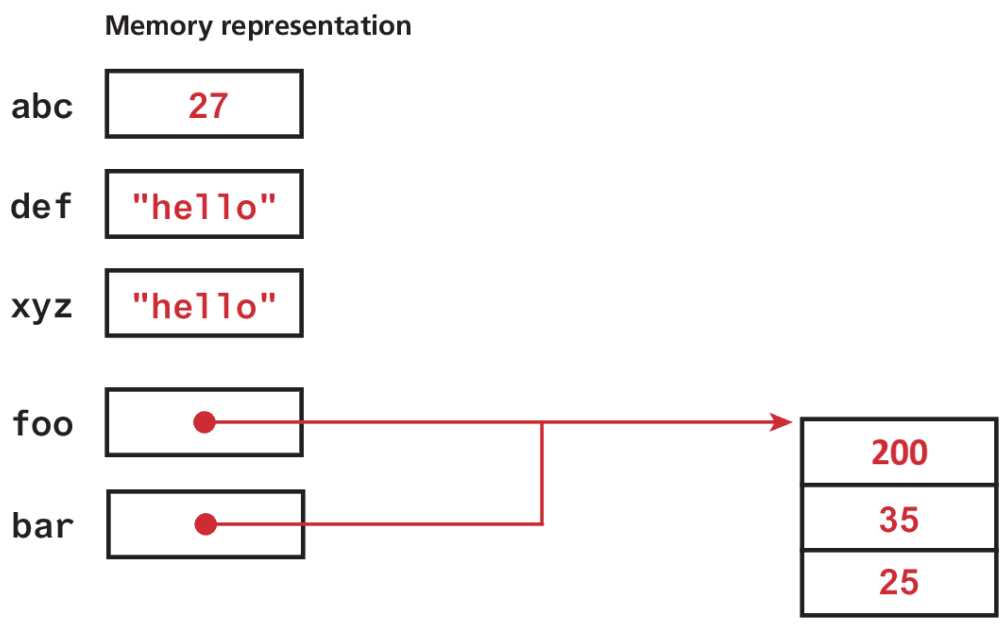 Memory representation
abc 27
def "hello"
xyz "hello"
foo
200
bar
35
25